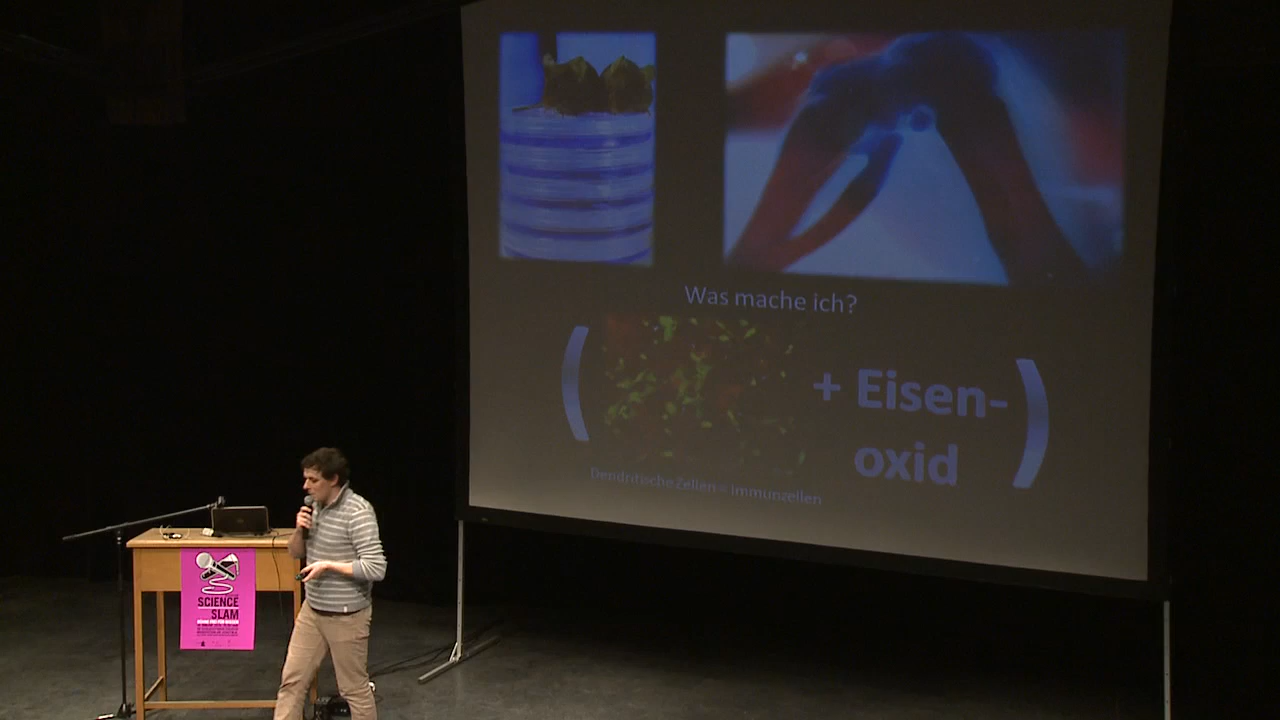 Was mache ich?
( + Eisen- )
oxid
Dendritische Zellen = Immunzellen
SCIENCE
SLAM